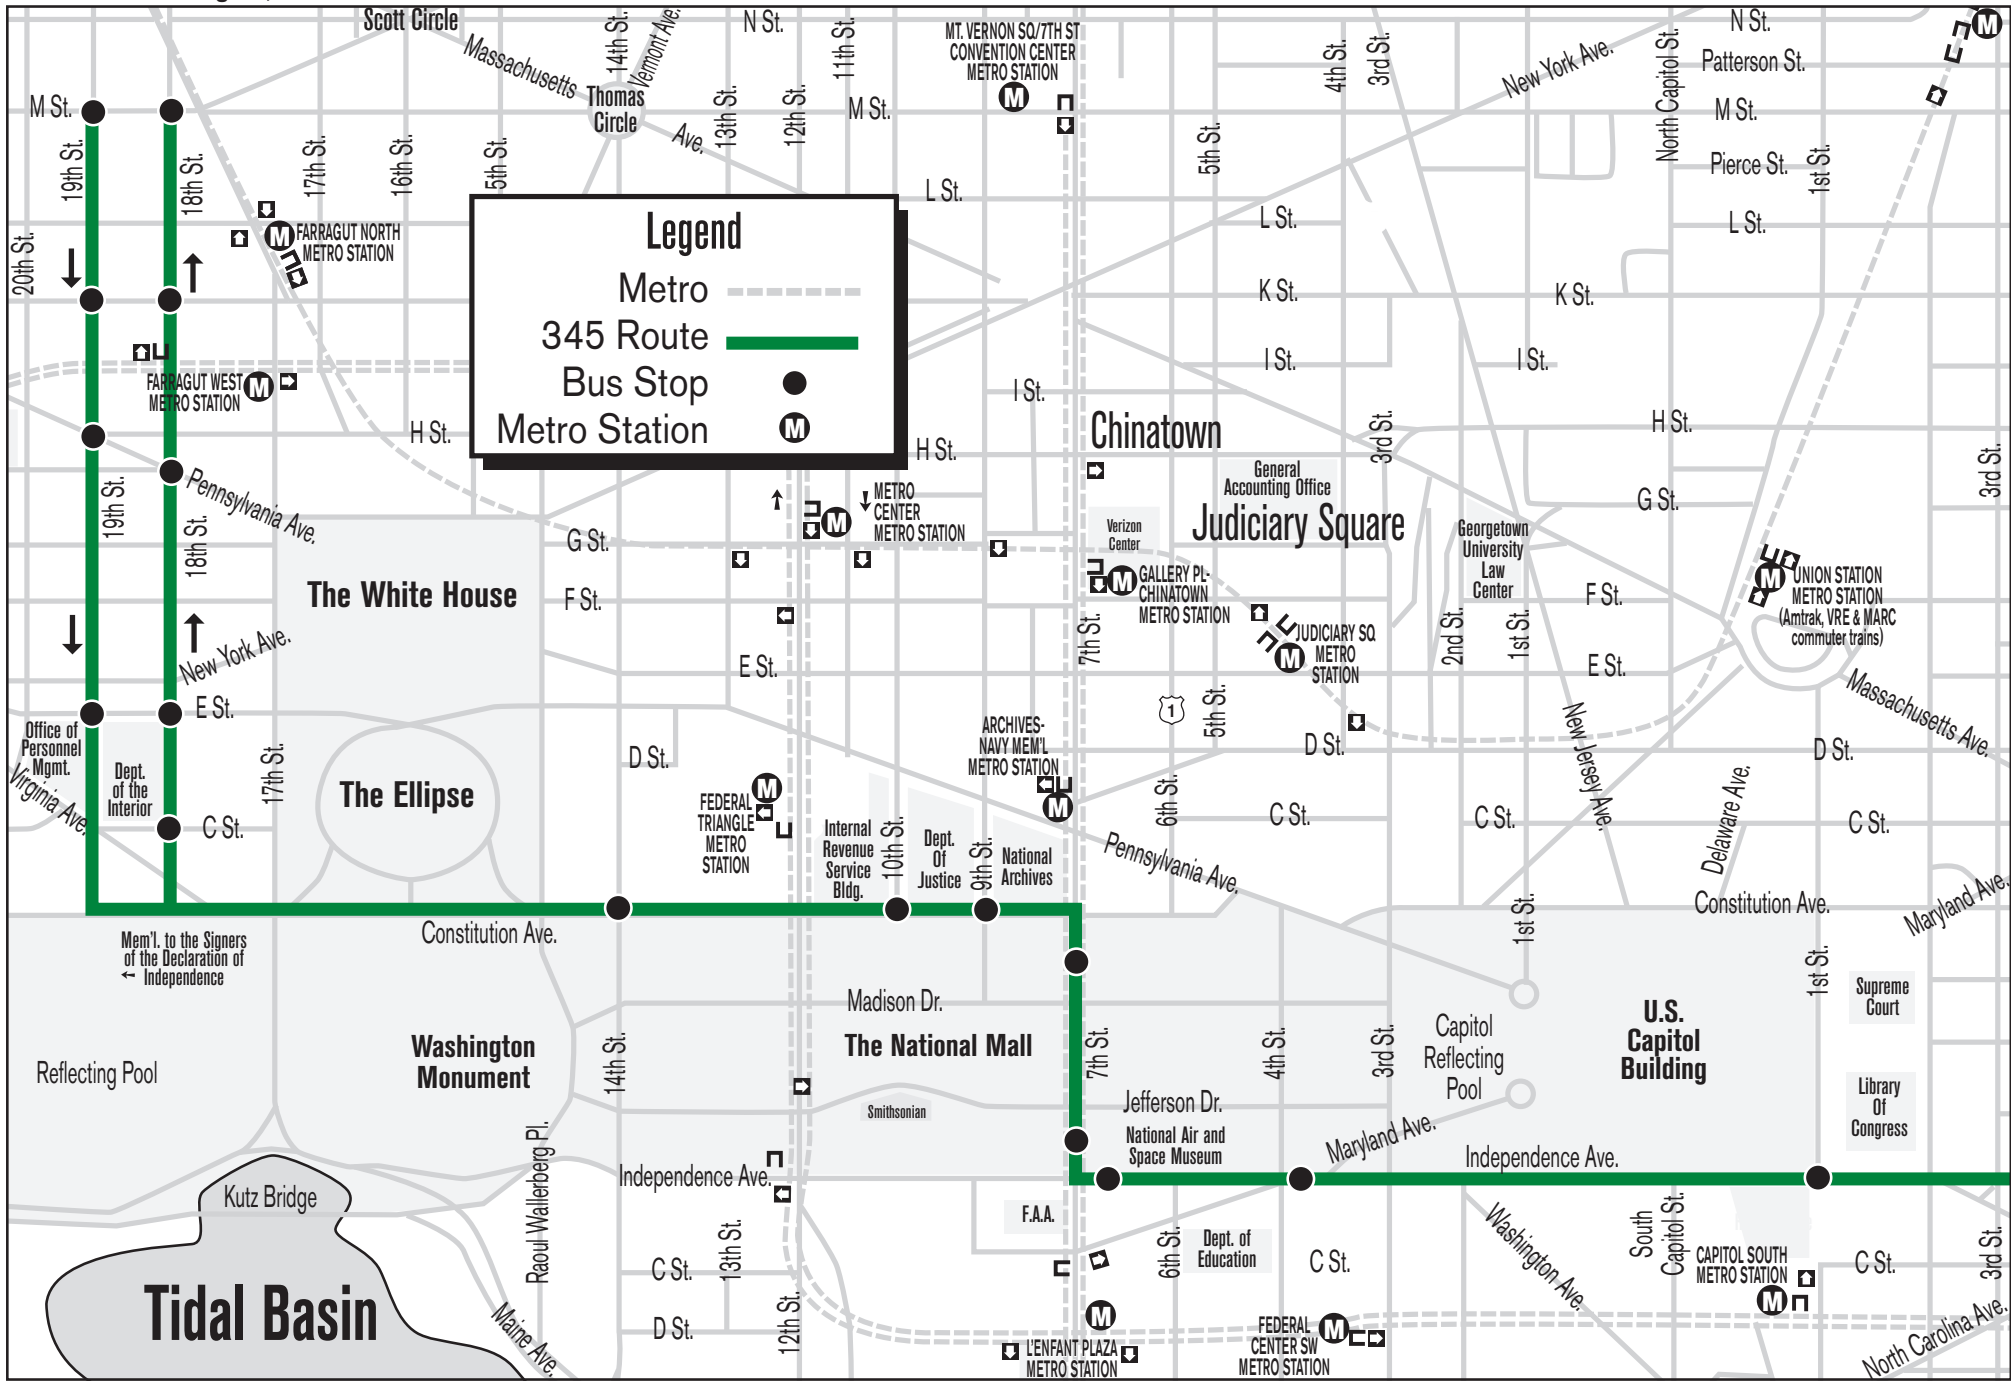 Scott Circle
14th St.
Vermont Ave.
N St.
11th St.
MT. VERNON SQ/7TH ST
CONVENTION CENTER
METRO STATION
M
4th St.
3rd St.
New York Ave.
North Capitol St.
N St.
Patterson St.
M
Massachusetts
Ave.
Thomas
Circle
M St.
13th St.
12th St.
M St.
M St.
Pierce St.
1st St.
19th St.
18th St.
17th St.
16th St.
5th St.
5th St.
L St.
L St.
L St.
20th St.
M
FARRAGUT NORTH
METRO STATION
Legend
Metro
345 Route
Bus Stop
Metro Station
M
K St.
K St.
I St.
I St.
I St.
FARRAGUT WEST
METRO STATION
M
H St.
H St.
H St.
Chinatown
3rd St.
3rd St.
General
Accounting Office
Judiciary Square
G St.
Georgetown
University
Law
Center
19th St.
Pennsylvania Ave.
18th St.
M
METRO
CENTER
METRO STATION
G St.
Verizon
Center
M
GALLERY PL-
CHINATOWN
METRO STATION
The White House
F St.
F St.
M
UNION STATION
METRO STATION
(Amtrak, VRE & MARC
commuter trains)
7th St.
M
JUDICIARY SQ
METRO
STATION
2nd St.
1st St.
New York Ave.
E St.
E St.
E St.
Massachusetts Ave.
Office of
Personnel
Mgmt.
Virginia Ave.
Dept.
of the
Interior
17th St.
The Ellipse
D St.
ARCHIVES-
NAVY MEM'L
METRO STATION
M
1
5th St.
D St.
New Jersey Ave.
D St.
Delaware Ave.
6th St.
C St.
C St.
C St.
C St.
M
FEDERAL
TRIANGLE
METRO
STATION
Internal
Revenue
Service
Bldg.
10th St.
Dept.
Of
Justice
9th St.
National
Archives
Pennsylvania Ave.
Constitution Ave.
Constitution Ave.
Maryland Ave.
1st St.
1st St.
Mem'l. to the Signers
of the Declaration of
Independence
Madison Dr.
The National Mall
Washington
Monument
14th St.
Reflecting Pool
7th St.
4th St.
3rd St.
Capitol
Reflecting
Pool
U.S.
Capitol
Building
Supreme
Court
Library
Of
Congress
Smithsonian
Jefferson Dr.
National Air and
Space Museum
Maryland Ave.
Independence Ave.
Independence Ave.
Raoul Wallerberg Pl.
Kutz Bridge
Tidal Basin
F.A.A.
6th St.
Dept. of
Education
C St.
Washington Ave.
South
Capitol St.
CAPITOL SOUTH
METRO STATION
M
C St.
3rd St.
North Carolina Ave.
C St.
13th St.
12th St.
D St.
Maine Ave.
M
L'ENFANT PLAZA
METRO STATION
FEDERAL
CENTER SW
METRO STATION
M